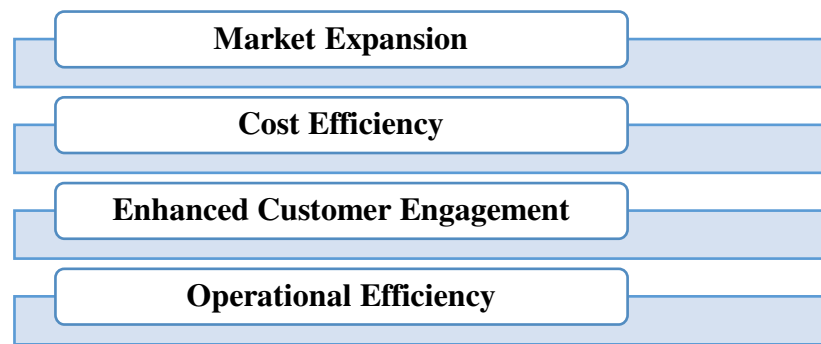 Market Expansion
Cost Efficiency
Enhanced Customer Engagement
Operational Efficiency